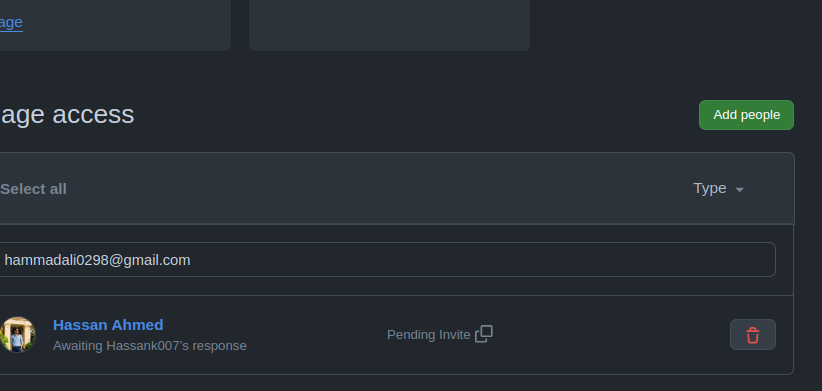 age
age access
Add people
Select all
Type
hammadali0298@gmail.com
Hassan Ahmed
Awaiting Hassank007's response
Pending Invite